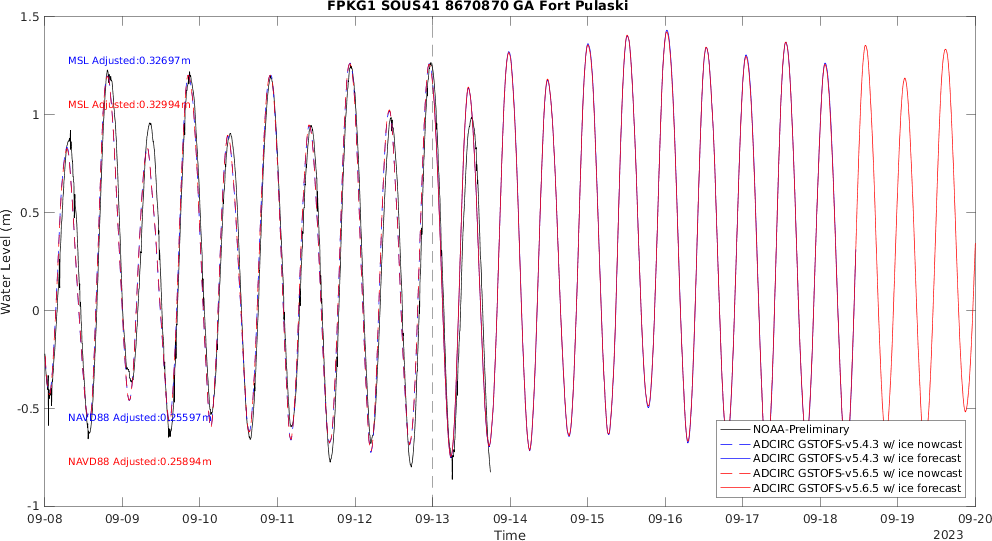 FPKG1 SOUS41 8670870 GA Fort Pulaski
1.5
1
0.5
0
-0.5
-1
Water Level (m)
MSL Adjusted:0.32697m
MSL Adjusted:0.32994m
NAVD88 Adjusted:0.25597m
NAVD88 Adjusted:0.25894m
NOAA-Preliminary
ADCIRC GSTOFS-v5.4.3 w/ ice nowcast
ADCIRC GSTOFS-v5.4.3 w/ ice forecast
ADCIRC GSTOFS-v5.6.5 w/ ice nowcast
ADCIRC GSTOFS-v5.6.5 w/ ice forecast
09-08 09-09 09-10 09-11 09-12 09-13 09-14 09-15 09-16 09-17 09-18 09-19 09-20
Time
2023